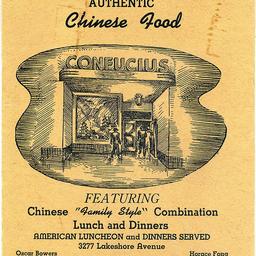 AUTHENTIC
Chinese Food
CONFUCIUS
FEATURING
Chinese "Family Style" Combination
Lunch and Dinners
AMERICAN LUNCHEON and DINNERS SERVED
3277 Lakeshore Avenue
Oscar Bowers
Horace Fong